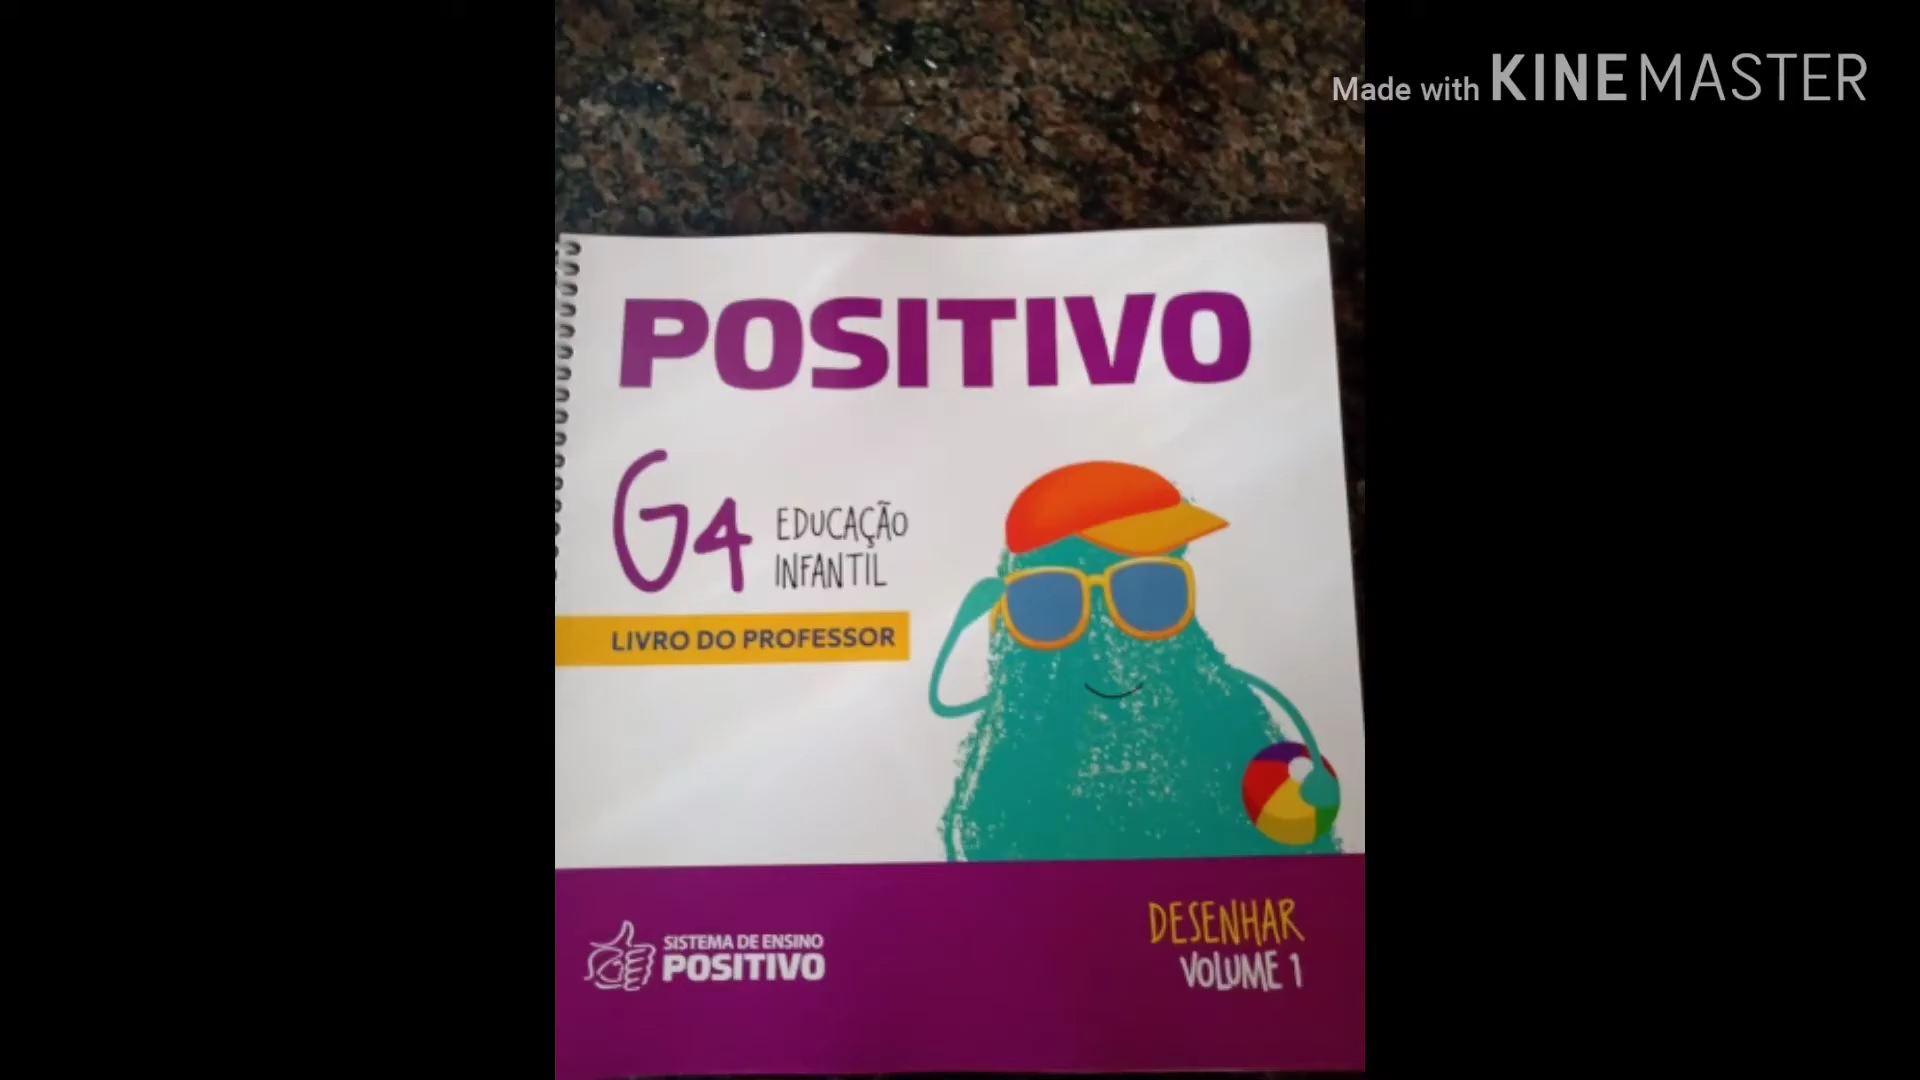 Made with KINEMASTER
POSITIVO
G4 EDUCAÇÃO
INFANTIL
LIVRO DO PROFESSOR
SISTEMA DE ENSINO
POSITIVO
DESENHAR
VOLUME 1